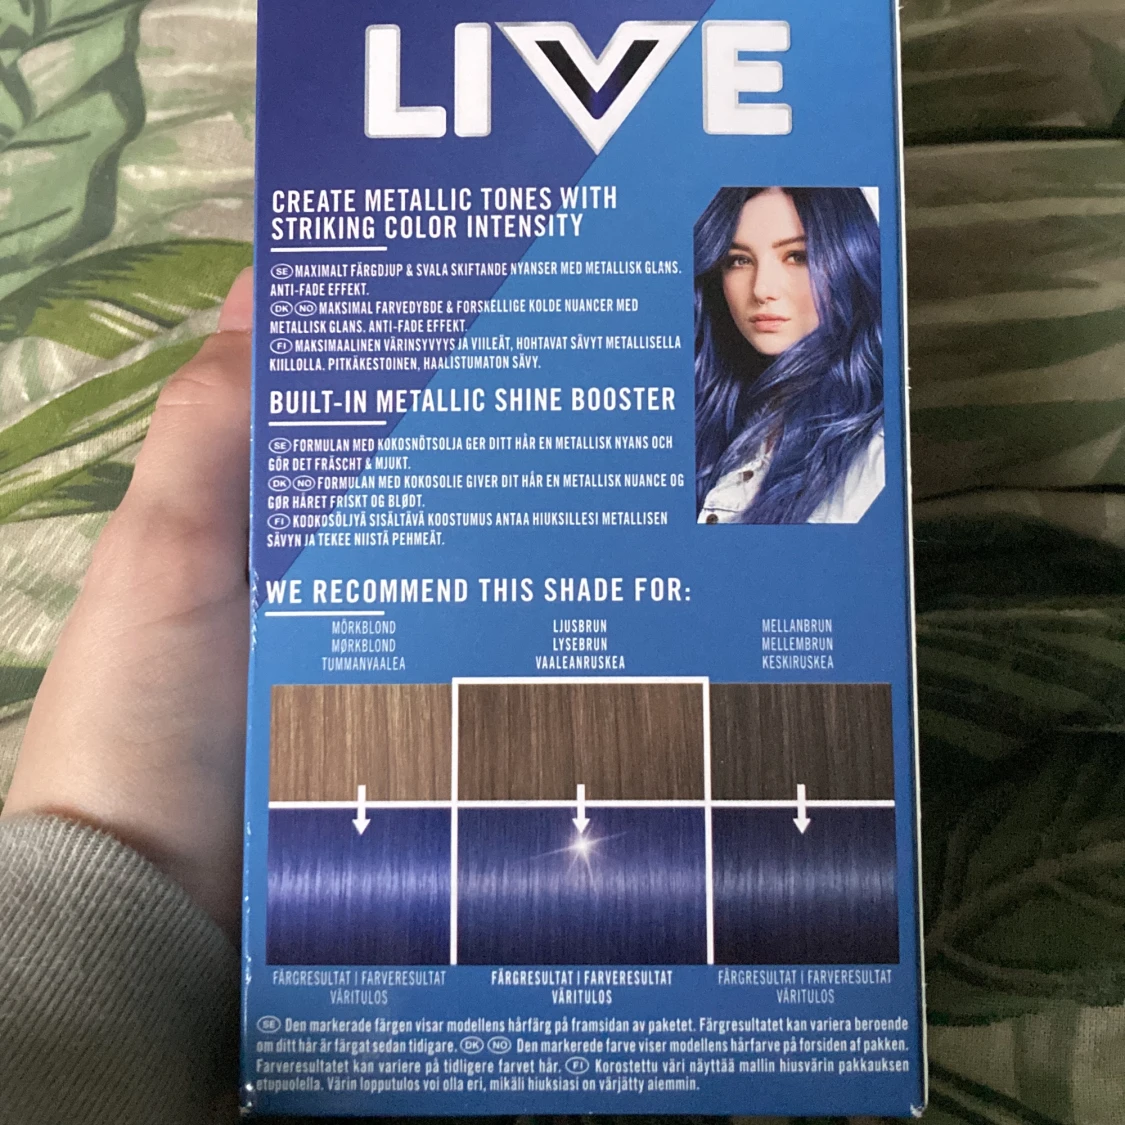 LIVE
CREATE METALLIC TONES WITH
STRIKING COLOR INTENSITY
SE MAXIMALT FÄRGDJUP & SVALA SKIFTANDE NYANSER MED METALLISK GLANS.
ANTI-FADE EFFEKT.
DK NO MAKSIMAL FARVEDYBDE & FORSKELLIGE KOLDE NUANCER MED
METALLISK GLANS. ANTI-FADE EFFEKT.
FI MAKSIMAALINEN VÄRINSYVYYS JA VIILEÄT, HOHTAVAT SÄVYT METALLISELLA
KIILLOLLA. PITKÄKESTOINEN, HAALISTUMATON SÄVY.
BUILT-IN METALLIC SHINE BOOSTER
SE FORMULAN MED KOKOSNÖTSOLJA GER DITT HÅR EN METALLISK NYANS OCH
GÖR DET FRÄSCHT & MJUKT.
DK NO FORMULAN MED KOKOSOLIE GIVER DIT HÅR EN METALLISK NUANCE OG
GØR HÅRET FRISKT OG BLØDT.
FI KOOKOSÖLJYÄ SISÄLTÄVÄ KOOSTUMUS ANTAA HIUKSILLESI METALLISEN
SÄVYN JA TEKEE NIISTÄ PEHMEÄT.
WE RECOMMEND THIS SHADE FOR:
MÖRKBLOND
MØRKBLOND
TUMMANVAALEA
LJUSBRUN
LYSEBRUN
VAALEANRUSKEA
MELLANBRUN
MELLEMBRUN
KESKIRUSKEA
FÄRGRESULTAT | FARVERESULTAT
VÄRITULOS
FÄRGRESULTAT | FARVERESULTAT
VÄRITULOS
FÄRGRESULTAT | FARVERESULTAT
VÄRITULOS
SE Den markerade färgen visar modellens hårfärg på framsidan av paketet. Färgresultatet kan variera beroende
om ditt hår är färgat sedan tidigare. DK NO Den markerede farve viser modellens hårfarve på forsiden af pakken.
Farveresultatet kan variere på tidligere farvet hår. FI Korostettu väri näyttää mallin hiusvärin pakkauksen
etupuolella. Värin lopputulos voi olla eri, mikäli hiuksiasi on värjätty aiemmin.